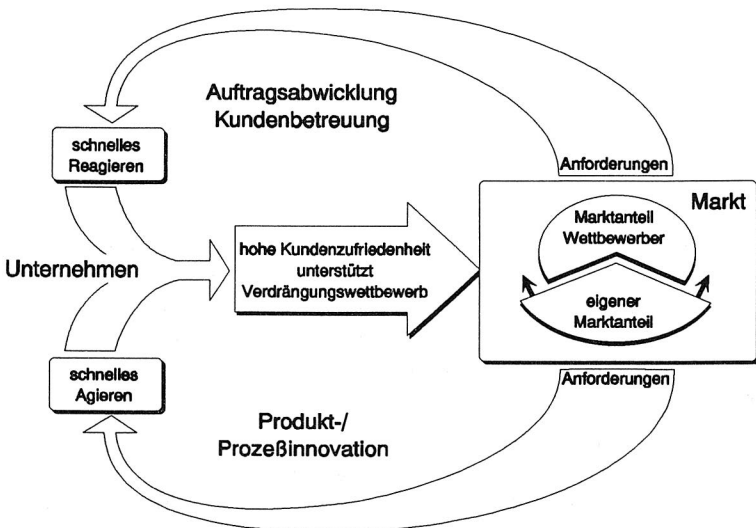 Auftragsabwicklung
Kundenbetreuung
schnelles
Reagieren
Anforderungen
Markt
Marktanteil
Wettbewerber
hohe Kundenzufriedenheit
unterstützt
Verdrängungswettbewerb
Unternehmen
eigener
Marktanteil
schnelles
Agieren
Anforderungen
Produkt-/
Prozeßinnovation